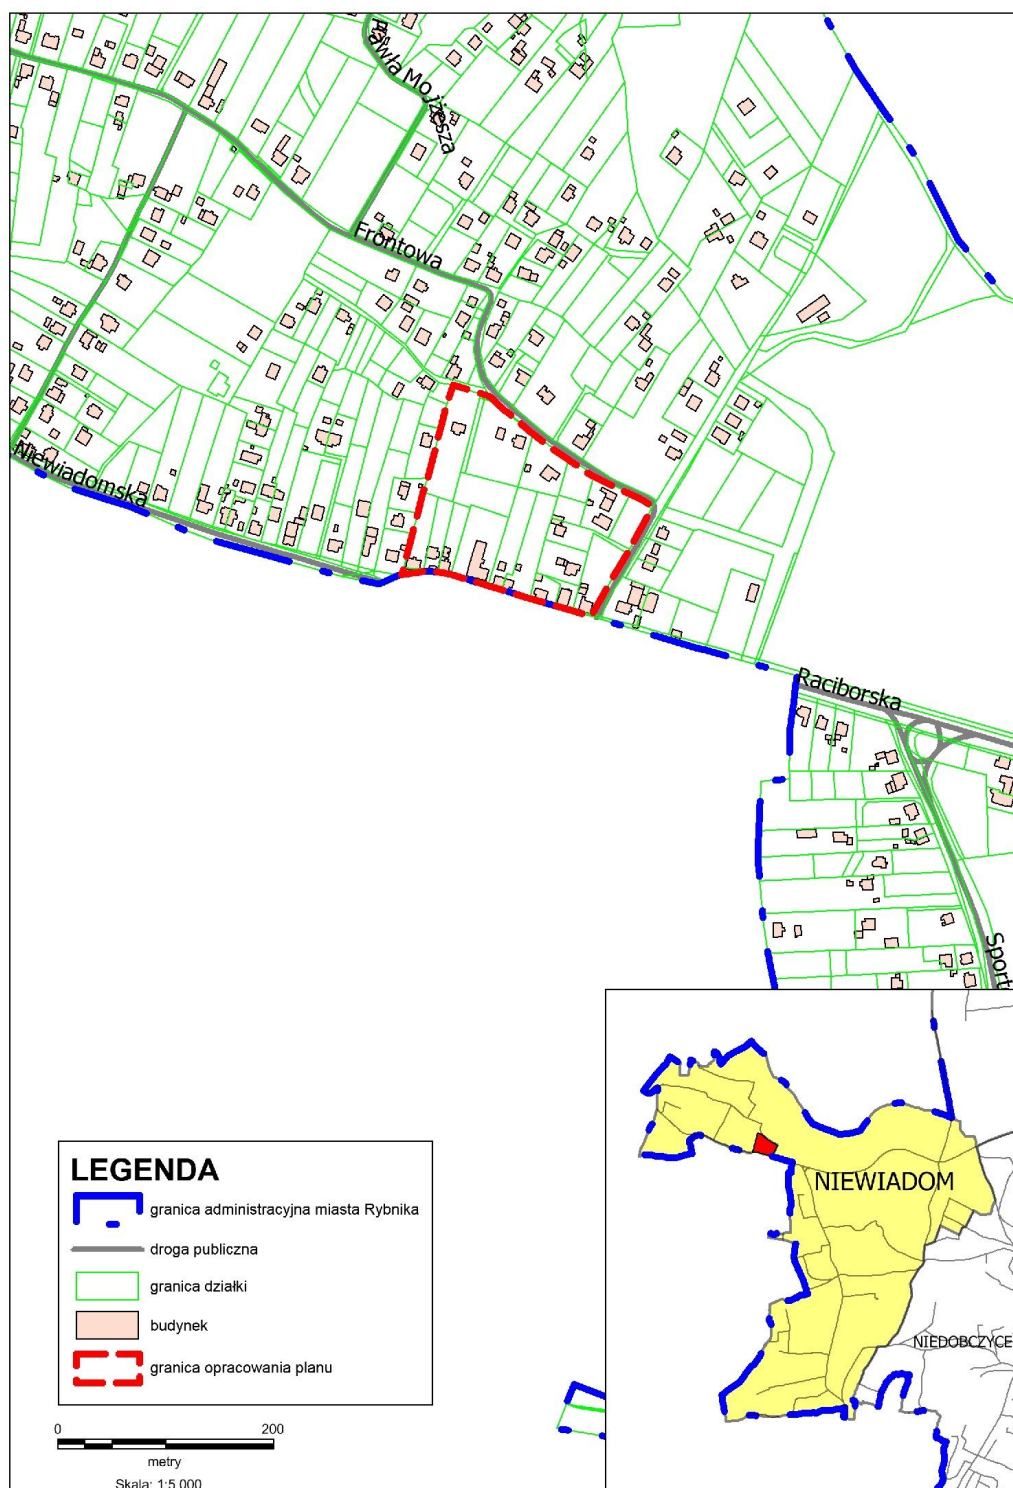 Pawła Mojżesza
Frontowa
Niewiadomska
Raciborska
Sport
NIEWIADOM
NIEDOBCZYCE
LEGENDA
granica administracyjna miasta Rybnika
droga publiczna
granica działki
budynek
granica opracowania planu
0 200
metry
Skala: 1:5 000